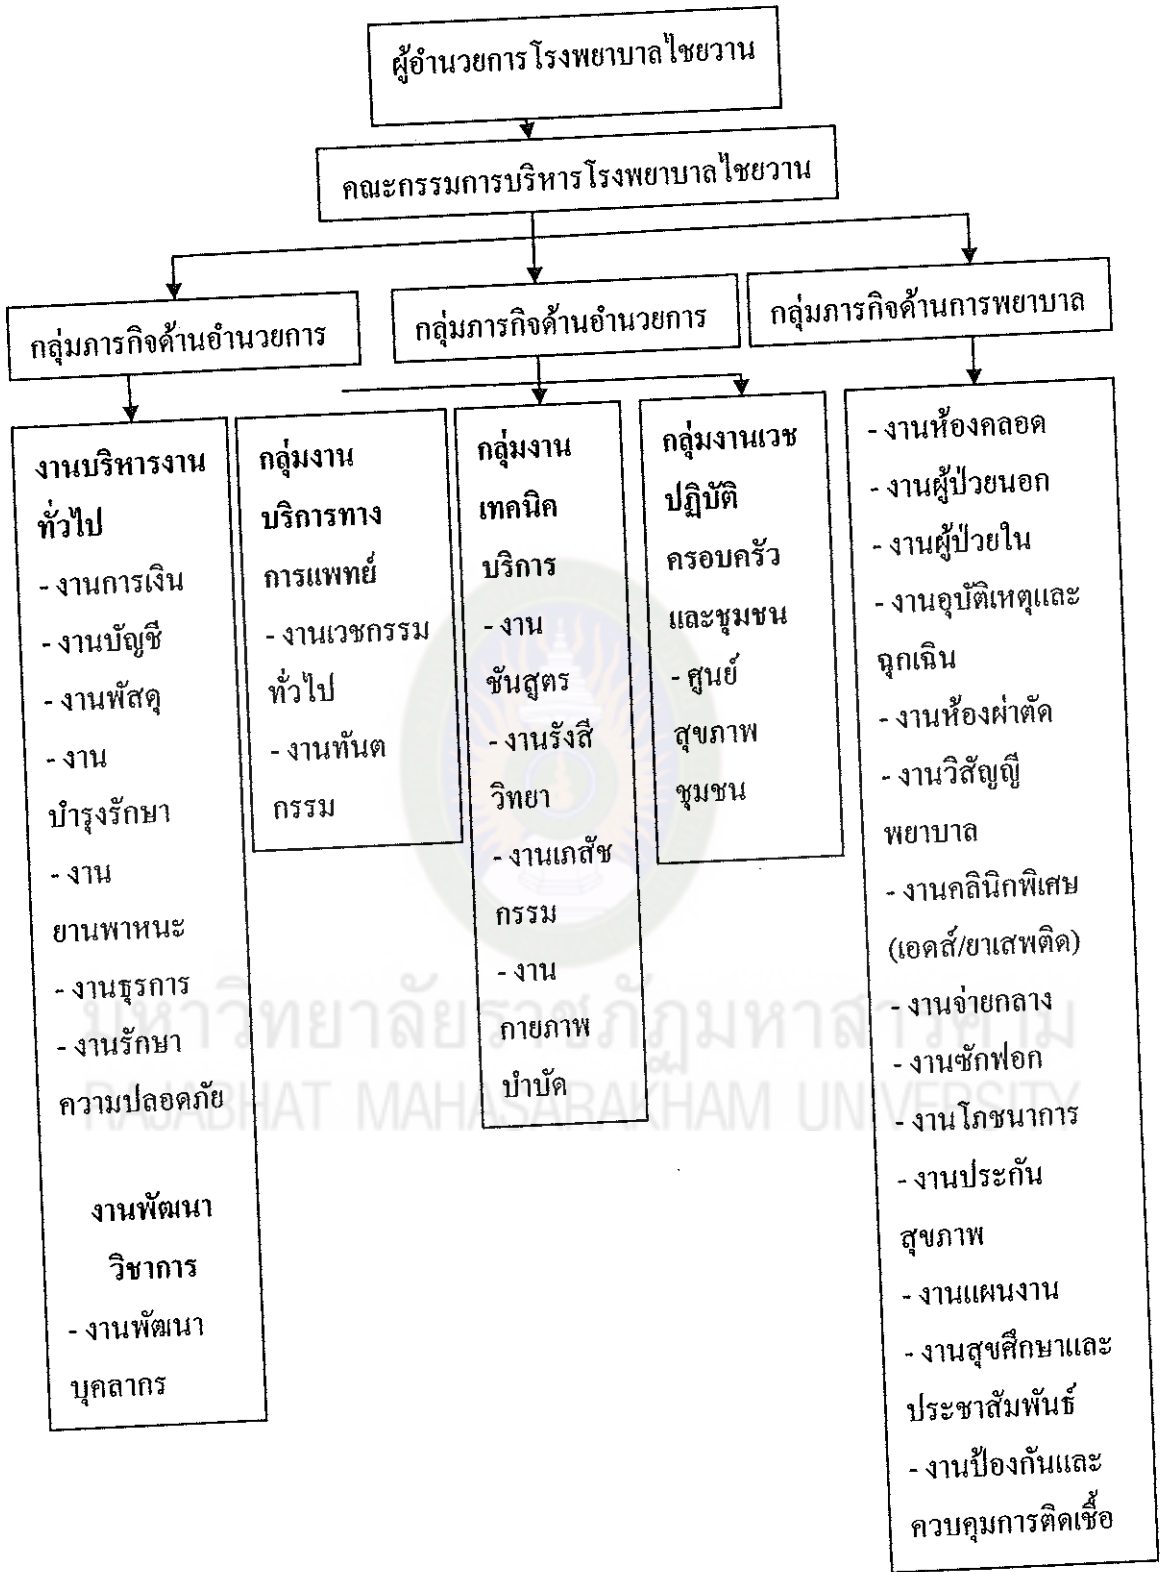 ผู้อำนวยการโรงพยาบาลไชยวาน
คณะกรรมการบริหารโรงพยาบาลไชยวาน
กลุ่มภารกิจด้านอำนวยการ
กลุ่มภารกิจด้านอำนวยการ
กลุ่มภารกิจด้านการพยาบาล
งานบริหารงาน
ทั่วไป
- งานการเงิน
- งานบัญชี
- งานพัสดุ
- งาน
บำรุงรักษา
- งาน
ยานพาหนะ
- งานธุรการ
- งานรักษา
ความปลอดภัย
งานพัฒนา
วิชาการ
- งานพัฒนา
บุคลากร
กลุ่มงาน
บริการทาง
การแพทย์
- งานเวชกรรม
ทั่วไป
- งานทันต
กรรม
กลุ่มงาน
เทคนิค
บริการ
- งาน
ชันสูตร
- งานรังสี
วิทยา
- งานเภสัช
กรรม
- งาน
กายภาพ
บำบัด
กลุ่มงานเวช
ปฏิบัติ
ครอบครัว
และชุมชน
- ศูนย์
สุขภาพ
ชุมชน
- งานห้องคลอด
- งานผู้ป่วยนอก
- งานผู้ป่วยใน
- งานอุบัติเหตุและ
ฉุกเฉิน
- งานห้องผ่าตัด
- งานวิสัญญี
พยาบาล
- งานคลินิกพิเศษ
(เอดส์/ยาเสพติด)
- งานจ่ายกลาง
- งานซักฟอก
- งานโภชนาการ
- งานประกัน
สุขภาพ
- งานแผนงาน
- งานสุขศึกษาและ
ประชาสัมพันธ์
- งานป้องกันและ
ควบคุมการติดเชื้อ
มหาวิทยาลัยราชภัฏมหาสารคาม
RAJABHAT MAHASARAKHAM UNIVERSITY